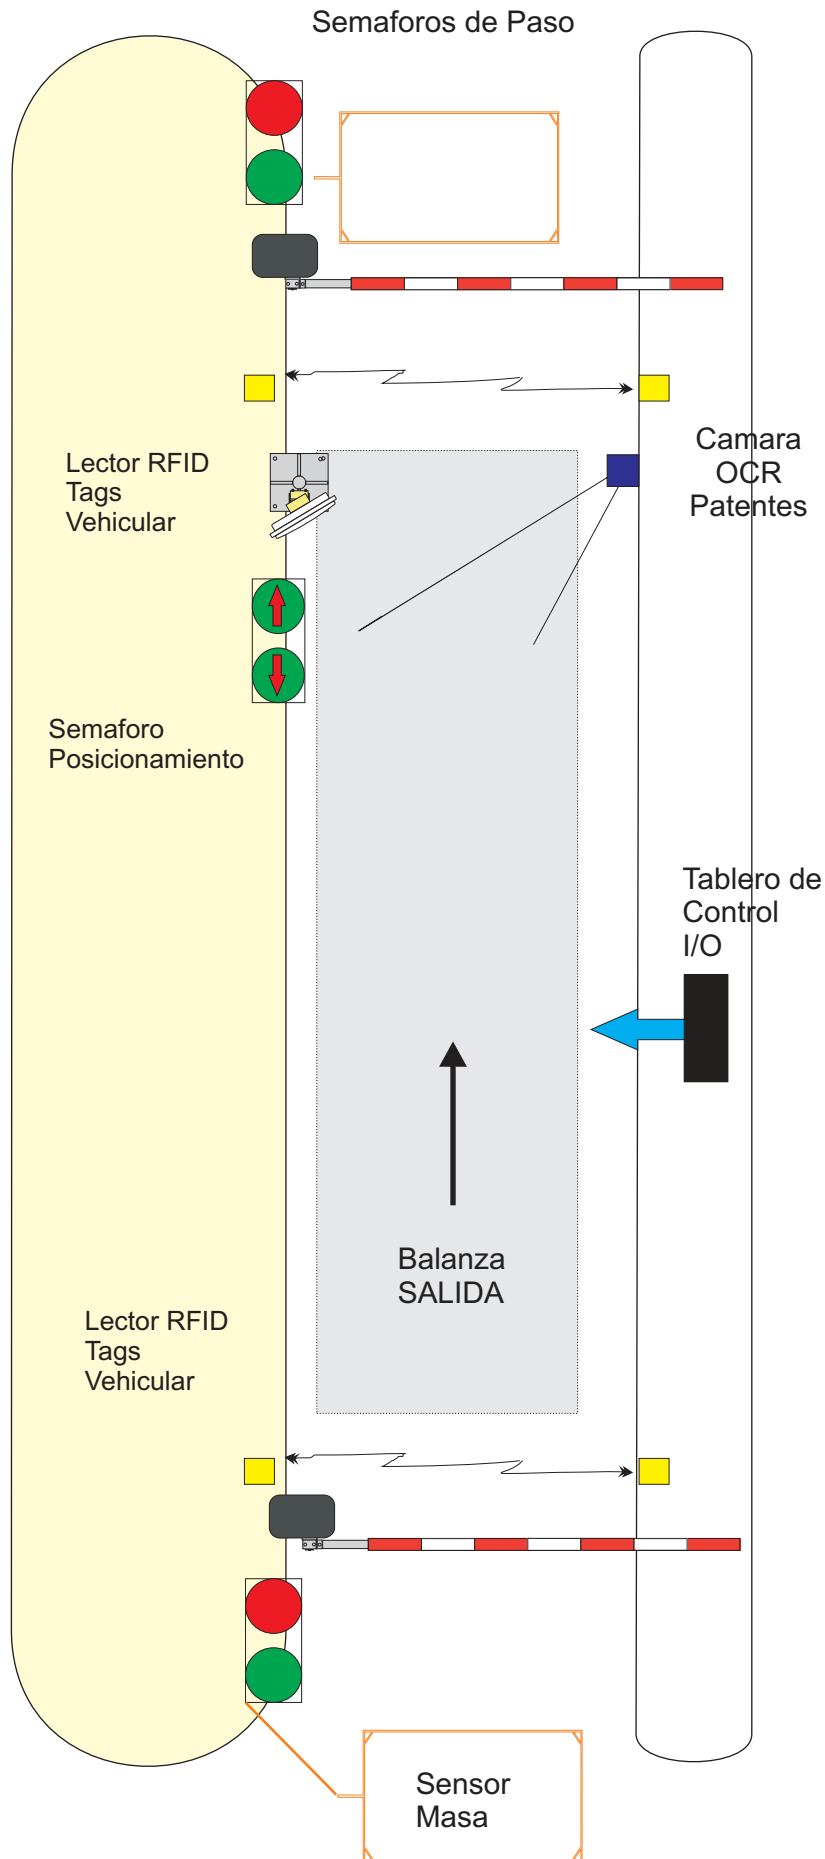 Semaforos de Paso
Camara
OCR
Patentes
Lector RFID
Tags
Vehicular
Semaforo
Posicionamiento
Tablero de
Control
I/O
Balanza
SALIDA
Lector RFID
Tags
Vehicular
Sensor
Masa